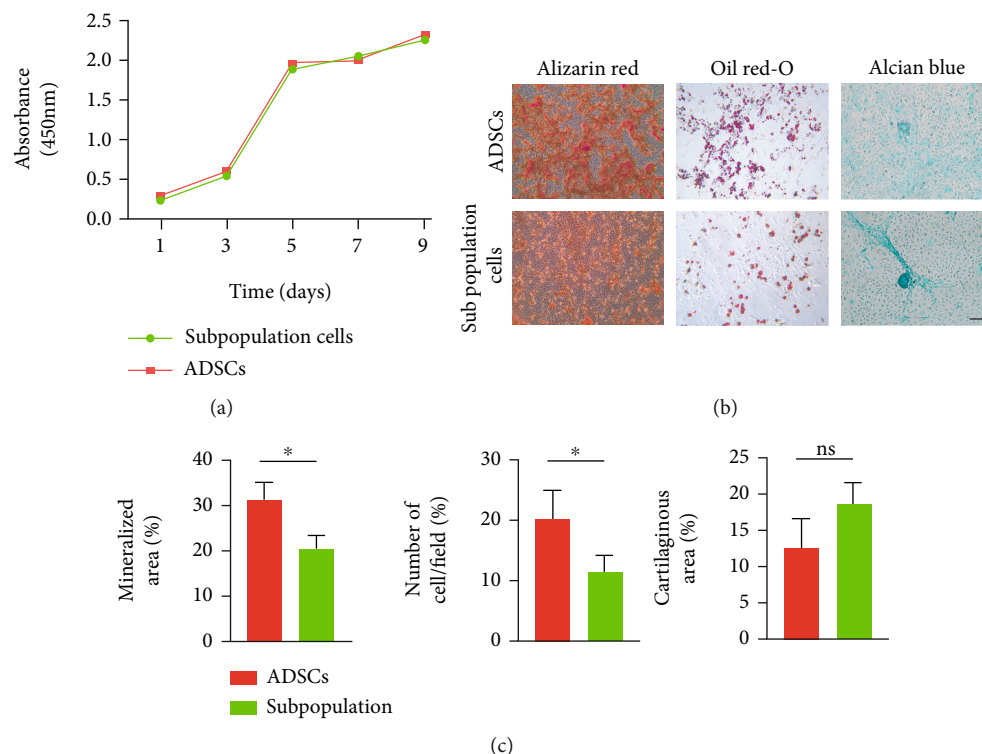 2.5
2.0
1.5
1.0
0.5
0.0
Absorbance
(450nm)
1 3 5 7 9
Time (days)
Subpopulation cells
ADSCs
(a)
Alizarin red Oil red-O Alcian blue
ADSCs
Sub population
cells
(b)
Mineralized
area (%)
40
30
20
10
0
*
Number of
cell/field (%)
30
20
10
0
*
Cartilaginous
area (%)
25
20
15
10
5
0
ns
ADSCs
Subpopulation
(c)